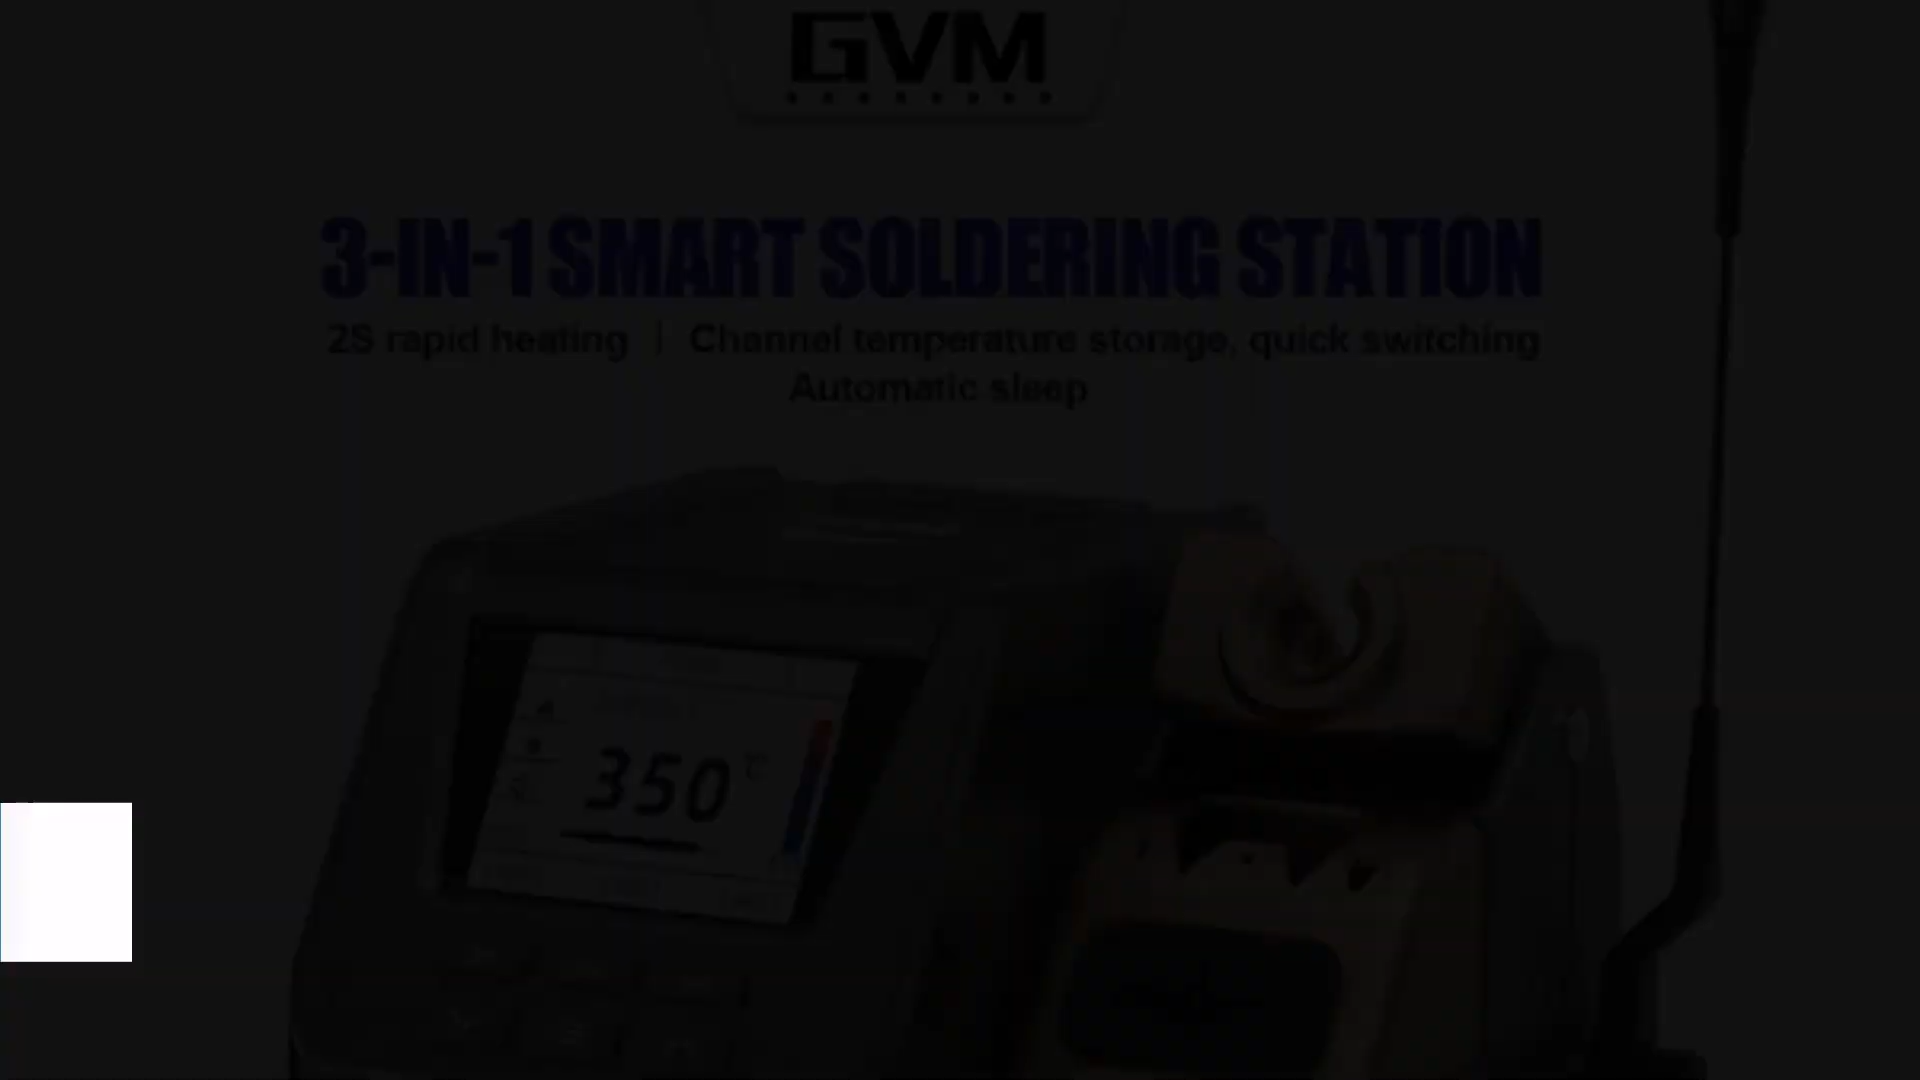 GVM
3-IN-1 SMART SOLDERING STATION
2S rapid heating | Channel temperature storage, quick switching
Automatic sleep
350 °C